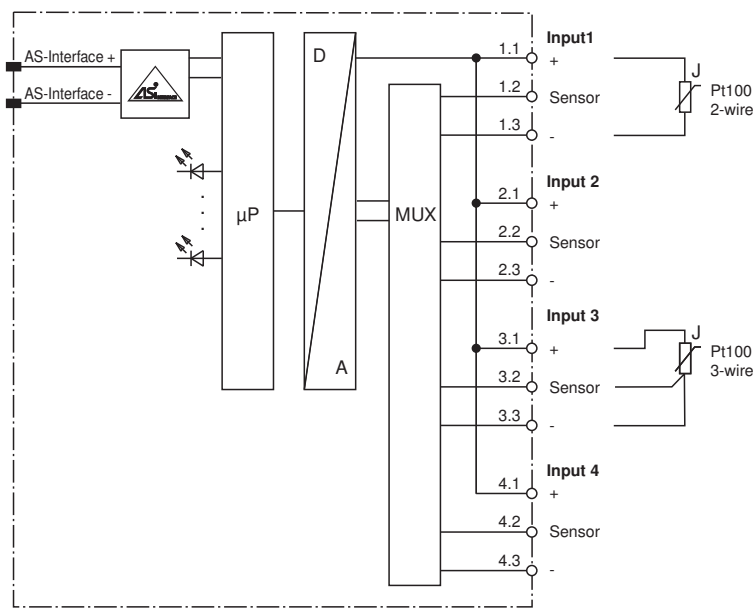 AS-Interface +
AS-Interface -
µP
D
A
MUX
Input1
1.1
+
1.2
Sensor
1.3
-
J
Pt100
2-wire
Input 2
2.1
+
2.2
Sensor
2.3
-
Input 3
3.1
+
3.2
Sensor
3.3
-
J
Pt100
3-wire
Input 4
4.1
+
4.2
Sensor
4.3
-